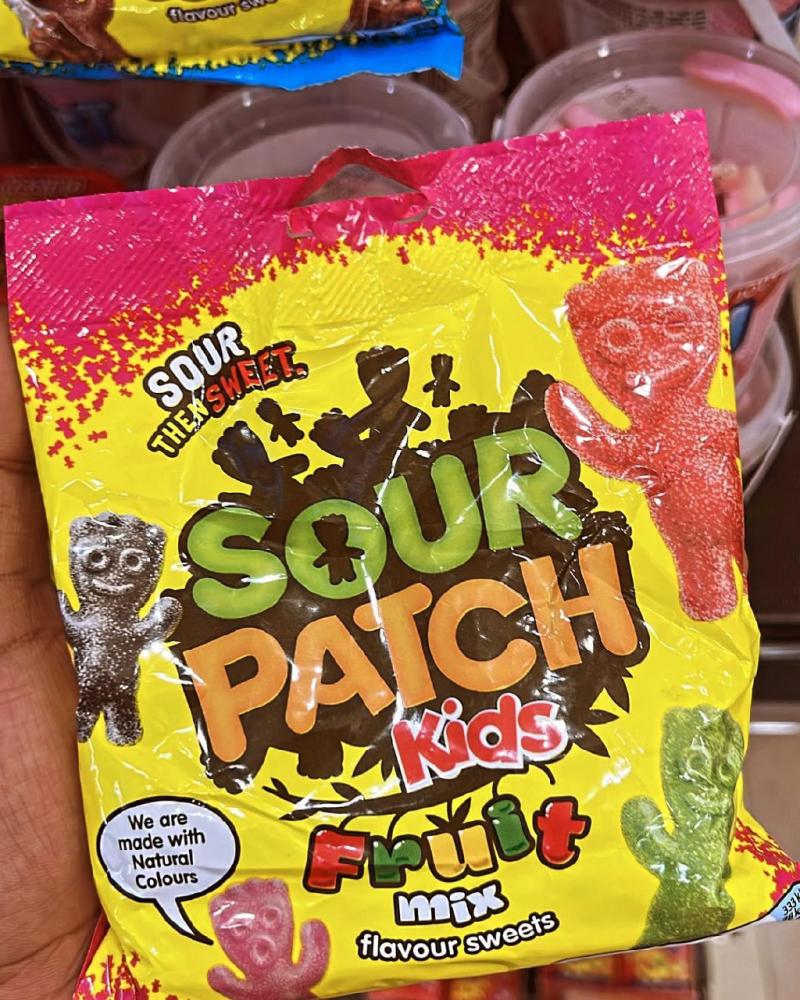 flavour swe
SOUR
THEN SWEET.
SOUR
PATCH
Kids
We are
made with
Natural
Colours
Fruit
mix
flavour sweets